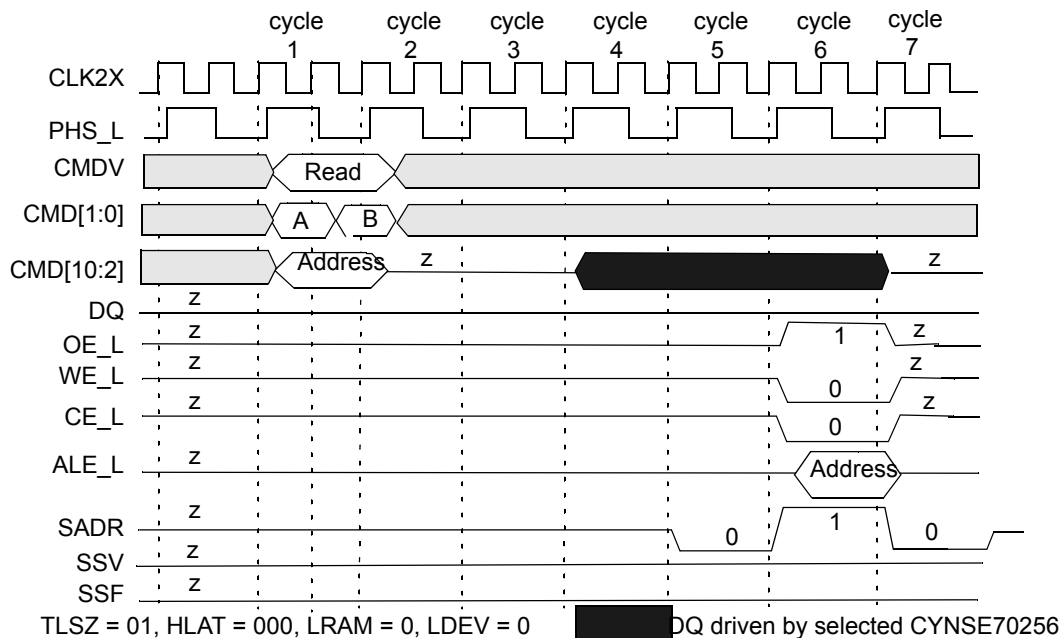 cycle cycle cycle cycle cycle cycle cycle
1 2 3 4 5 6 7
CLK2X
PHS_L
CMDV Read
CMD[1:0] A B
CMD[10:2] Address z z
DQ z
OE_L z 1 z
WE_L z 0 z
CE_L z 0 z
ALE_L z Address
SADR z 0 1 0
SSV z
SSF z
TLSZ = 01, HLAT = 000, LRAM = 0, LDEV = 0 DQ driven by selected CYNSE70256